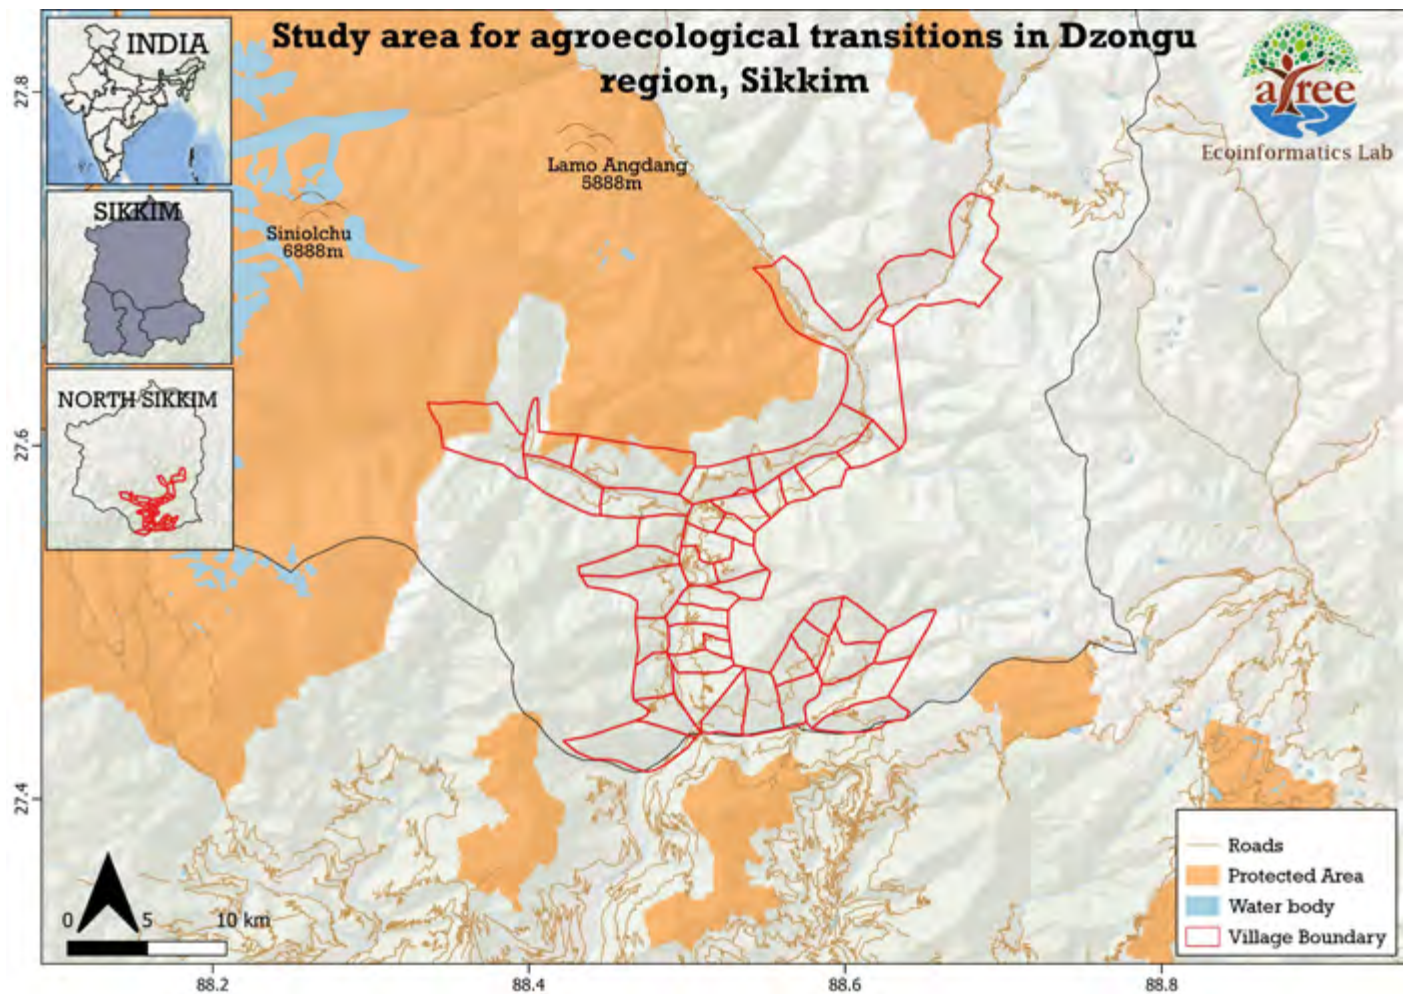 Study area for agroecological transitions in Dzongu
region, Sikkim
INDIA
SIKKIM
NORTH SIKKIM
aTree
Ecoinformatics Lab
Lamo Angdang
5888m
Siniolchu
6888m
27.8
27.6
27.4
0 5 10 km
Roads
Protected Area
Water body
Village Boundary
88.2 88.4 88.6 88.8